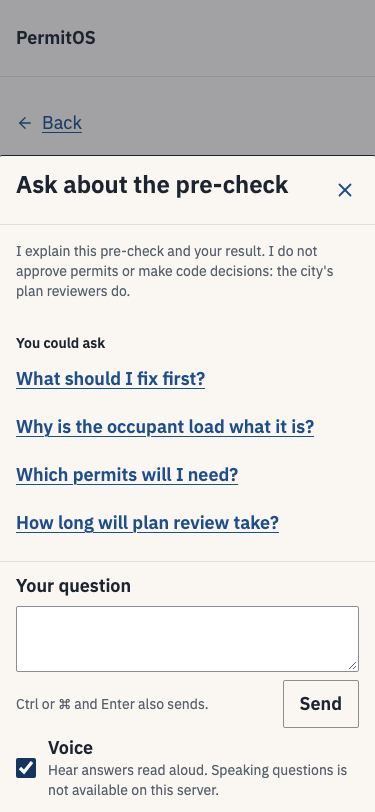 PermitOS
← Back
Ask about the pre-check
I explain this pre-check and your result. I do not
approve permits or make code decisions: the city's
plan reviewers do.
You could ask
What should I fix first?
Why is the occupant load what it is?
Which permits will I need?
How long will plan review take?
Your question
Ctrl or ⌘ and Enter also sends.
Send
Voice
Hear answers read aloud. Speaking questions is
not available on this server.